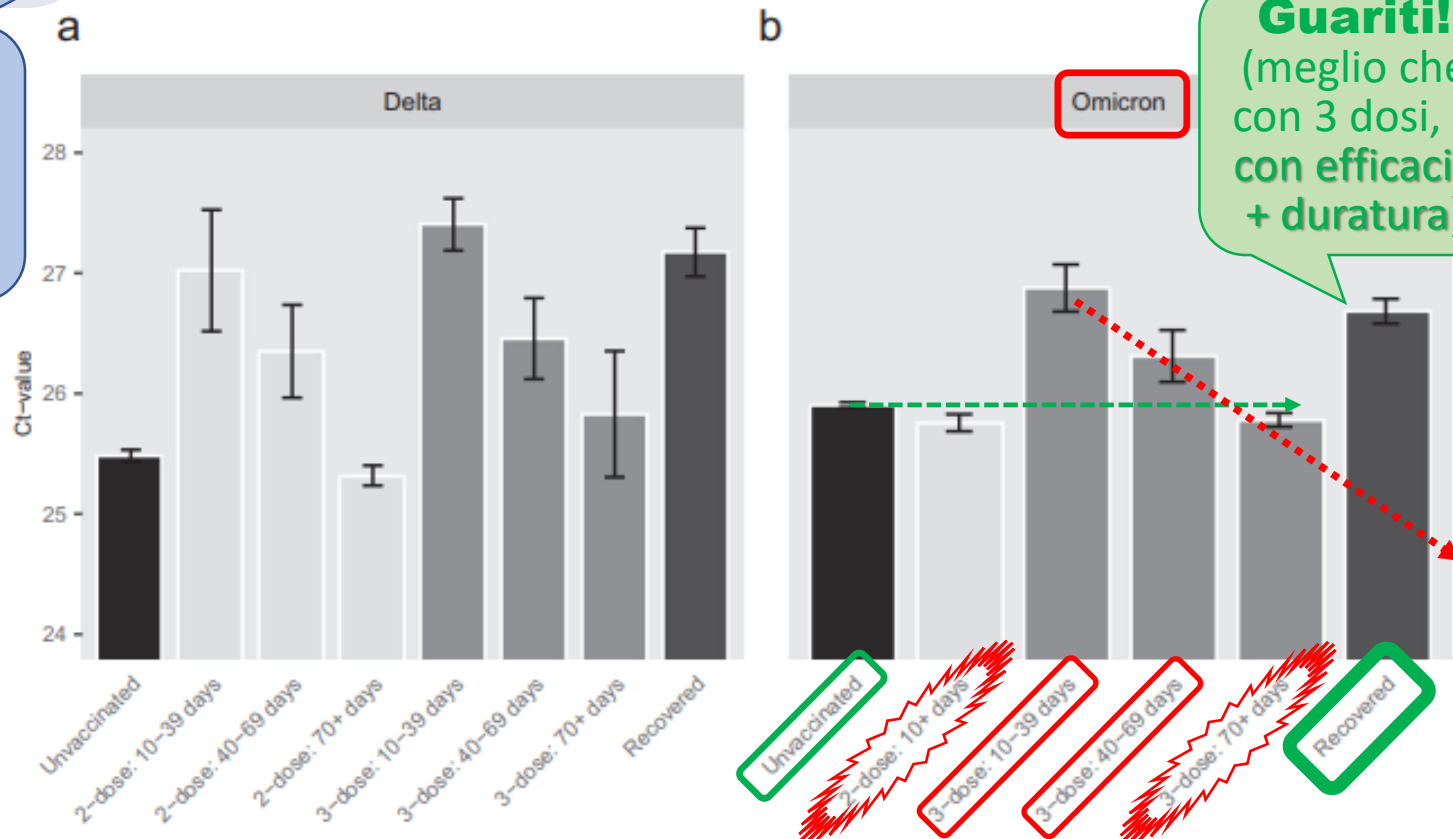 a
Delta
28
27
26
25
24
Ct-value
Unvaccinated
2-dose: 10-39 days
2-dose: 40-69 days
2-dose: 70+ days
3-dose: 10-39 days
3-dose: 40-69 days
3-dose: 70+ days
Recovered
b
Omicron
Guariti!
(meglio che
con 3 dosi,
con efficaci
+ duratura)
Unvaccinated
2-dose: 10+ days
3-dose: 10-39 days
3-dose: 40-69 days
3-dose: 70+ days
Recovered